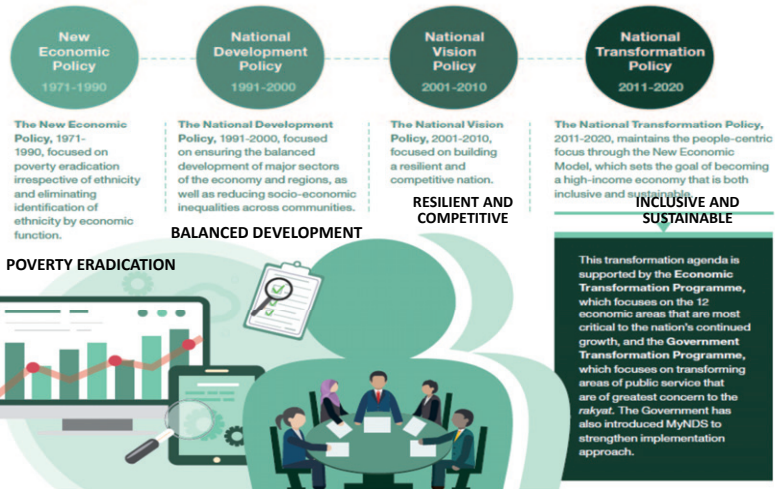 New
Economic
Policy
1971-1990
National
Development
Policy
1991-2000
National
Vision
Policy
2001-2010
National
Transformation
Policy
2011-2020
The New Economic
Policy, 1971-
1990, focused on
poverty eradication
irrespective of ethnicity
and eliminating
identification of
ethnicity by economic
function.
POVERTY ERADICATION
The National Development
Policy, 1991-2000, focused
on ensuring the balanced
development of major sectors
of the economy and regions, as
well as reducing socio-economic
inequalities across communities.
BALANCED DEVELOPMENT
The National Vision
Policy, 2001-2010,
focused on building
a resilient and
competitive nation.
RESILIENT AND
COMPETITIVE
The National Transformation Policy,
2011-2020, maintains the people-centric
focus through the New Economic
Model, which sets the goal of becoming
a high-income economy that is both
inclusive and sustainable.
INCLUSIVE AND
SUSTAINABLE
This transformation agenda is
supported by the Economic
Transformation Programme,
which focuses on the 12
economic areas that are most
critical to the nation's continued
growth, and the Government
Transformation Programme,
which focuses on transforming
areas of public service that
are of greatest concern to the
rakyat. The Government has
also introduced MyNDS to
strengthen implementation
approach.